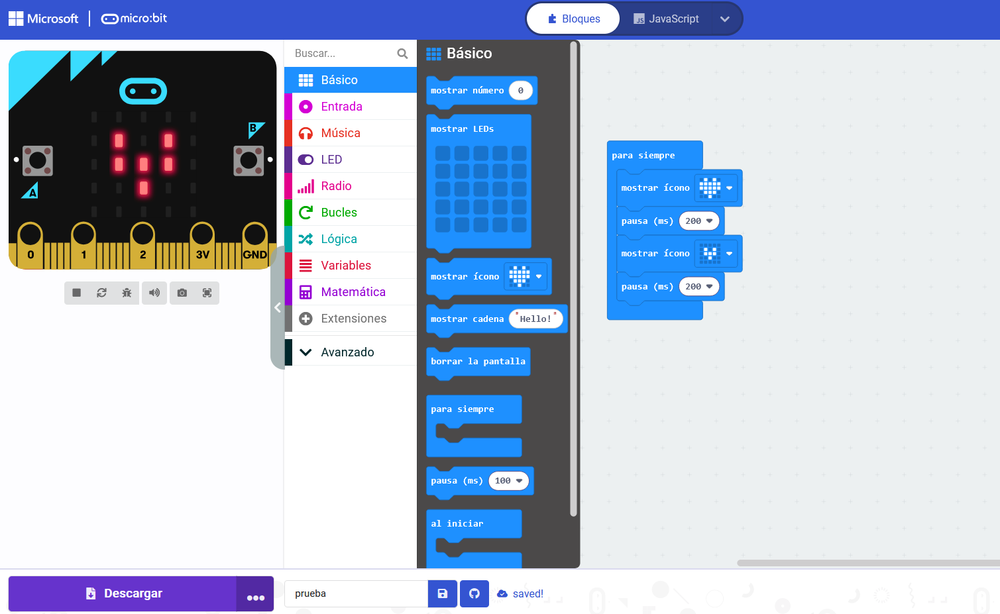 Microsoft
micro:bit
Bloques
JavaScript
B
A
0
1
2
3V
GND
Buscar...
Básico
Entrada
Música
LED
Radio
Bucles
Lógica
Variables
Matemática
Extensiones
Avanzado
Básico
mostrar número 0
mostrar LEDs
mostrar ícono
mostrar cadena "Hello!"
borrar la pantalla
para siempre
pausa (ms) 100
al iniciar
para siempre
mostrar ícono
pausa (ms) 200
mostrar ícono
pausa (ms) 200
Descargar
prueba
saved!